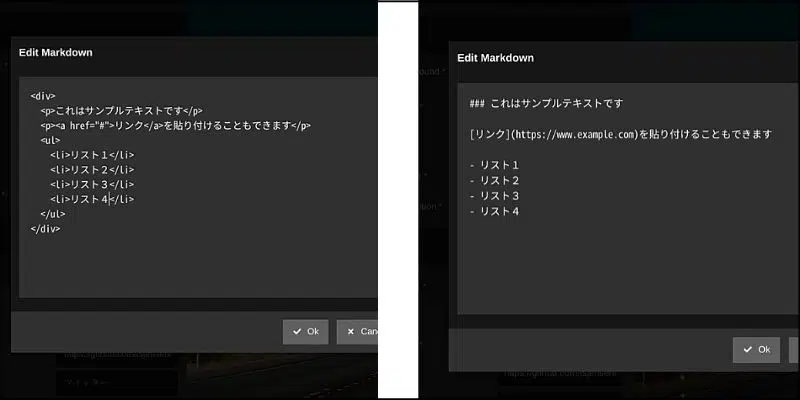 Edit Markdown
<div>
<p>これはサンプルテキストです</p>
<p><a href="#">リンク</a>を貼り付けることもできます</p>
<ul>
<li>リスト１</li>
<li>リスト２</li>
<li>リスト３</li>
<li>リスト４</li>
</ul>
</div>
Ok
Edit Markdown
### これはサンプルテキストです
[リンク](https://www.example.com)を貼り付けることもできます
- リスト１
- リスト２
- リスト３
- リスト４
Ok